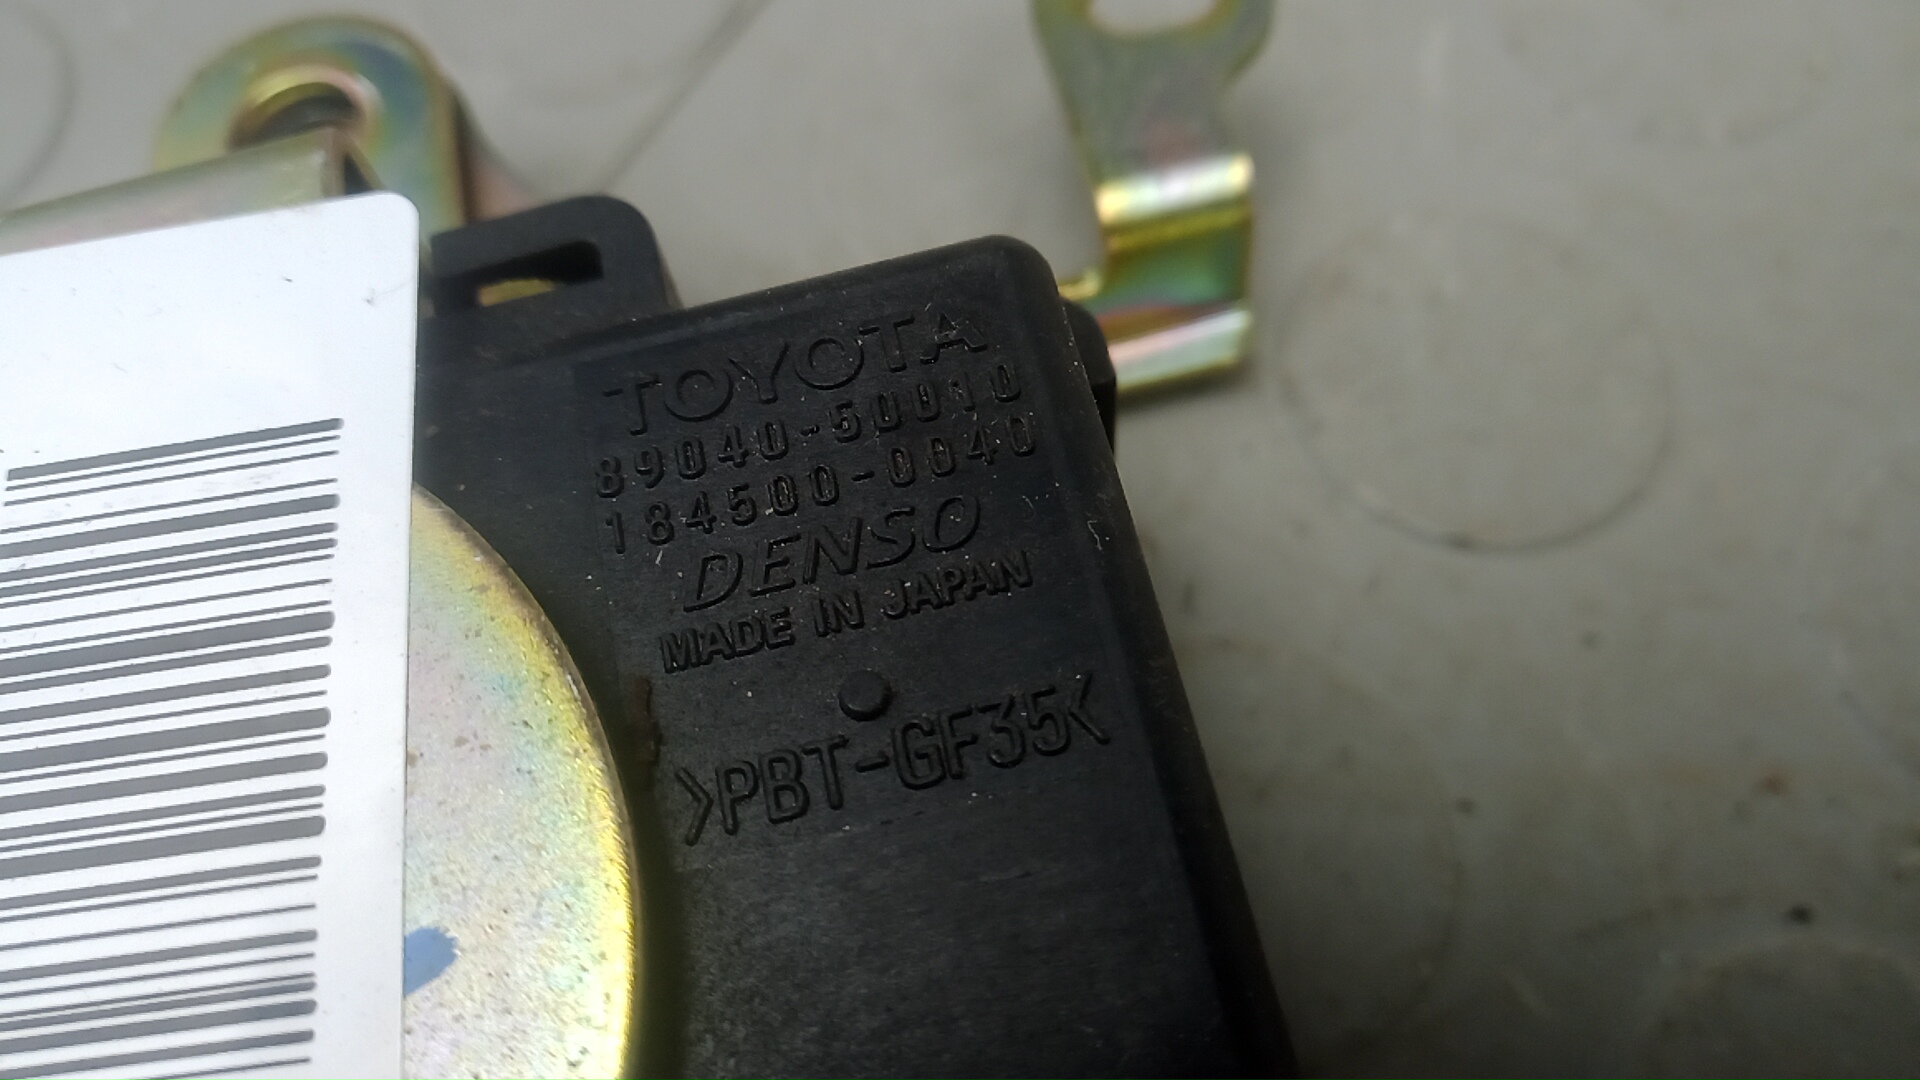 TOYOTA
89040-50010
184500-0040
DENSO
MADE IN JAPAN
>PBT-GF35<